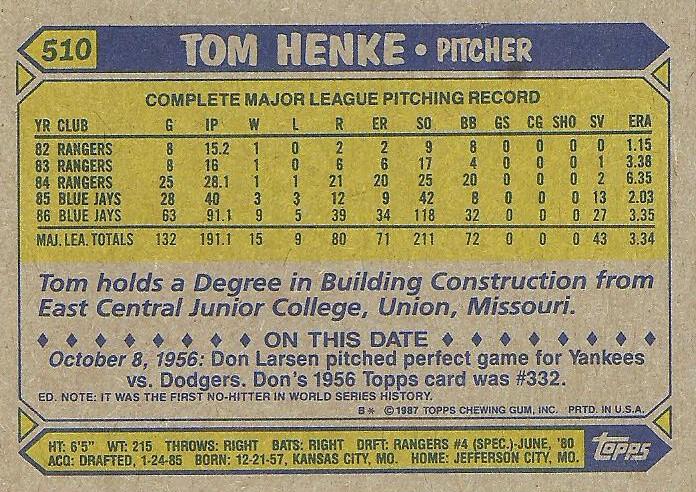 510 TOM HENKE • PITCHER
COMPLETE MAJOR LEAGUE PITCHING RECORD
YR CLUB G IP W L R ER SO BB GS CG SHO SV ERA
82 RANGERS 8 15.2 1 0 2 2 9 8 0 0 0 0 1.15
83 RANGERS 8 16 1 0 6 6 17 4 0 0 0 1 3.38
84 RANGERS 25 28.1 1 1 21 20 25 20 0 0 0 2 6.35
85 BLUE JAYS 28 40 3 3 12 9 42 8 0 0 0 13 2.03
86 BLUE JAYS 63 91.1 9 5 39 34 118 32 0 0 0 27 3.35
MAJ. LEA. TOTALS 132 191.1 15 9 80 71 211 72 0 0 0 43 3.34
Tom holds a Degree in Building Construction from
East Central Junior College, Union, Missouri.
ON THIS DATE
October 8, 1956: Don Larsen pitched perfect game for Yankees
vs. Dodgers. Don's 1956 Topps card was #332.
ED. NOTE: IT WAS THE FIRST NO-HITTER IN WORLD SERIES HISTORY.
B* ©1987 TOPPS CHEWING GUM, INC. PRTD. IN U.S.A.
HT: 6'5" WT: 215 THROWS: RIGHT BATS: RIGHT DRFT: RANGERS #4 (SPEC.)-JUNE, '80
ACQ: DRAFTED, 1-24-85 BORN: 12-21-57, KANSAS CITY, MO. HOME: JEFFERSON CITY, MO.
topps